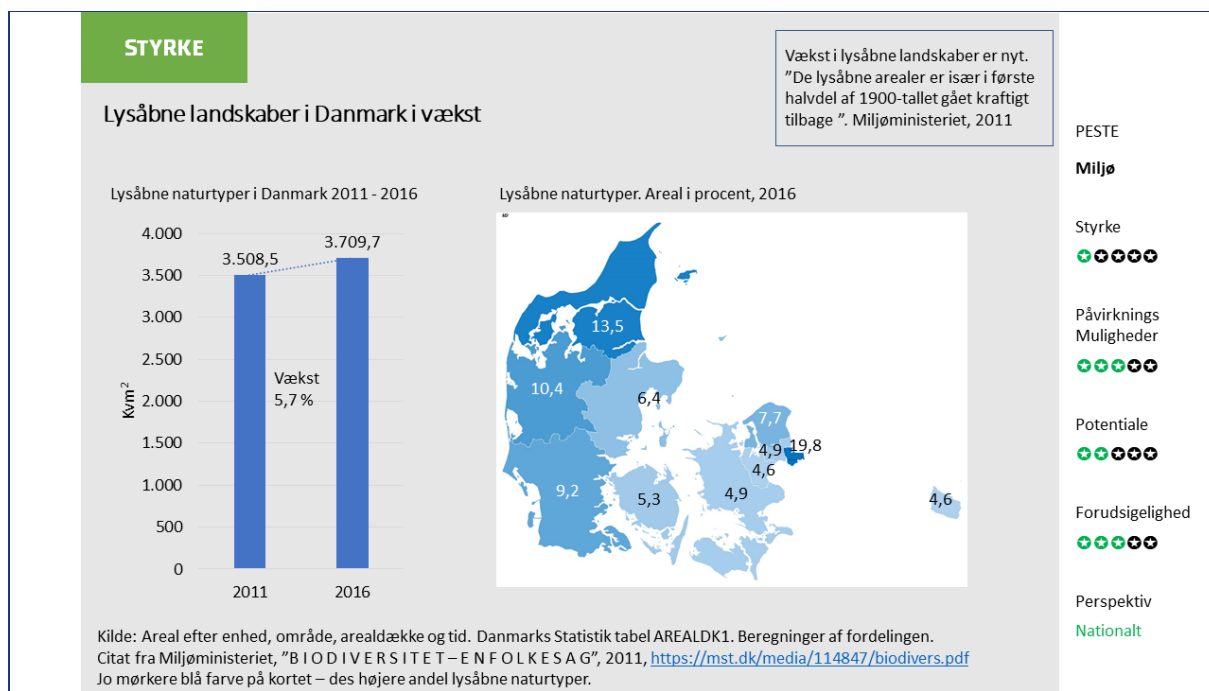 STYRKE
Vækst i lysåbne landskaber er nyt.
”De lysåbne arealer er især i første
halvdel af 1900-tallet gået kraftigt
tilbage ”. Miljøministeriet, 2011
Lysåbne landskaber i Danmark i vækst
Lysåbne naturtyper i Danmark 2011 - 2016
Kvm²
4.000
3.500
3.000
2.500
2.000
1.500
1.000
500
0
3.508,5
3.709,7
Vækst
5,7 %
2011
2016
Lysåbne naturtyper. Areal i procent, 2016
13,5
10,4
6,4
7,7
4,9
19,8
4,6
9,2
5,3
4,9
4,6
Kilde: Areal efter enhed, område, arealdække og tid. Danmarks Statistik tabel AREALDK1. Beregninger af fordelingen.
Citat fra Miljøministeriet, ”B I O D I V E R S I T E T – E N F O L K E S A G”, 2011, https://mst.dk/media/114847/biodivers.pdf
Jo mørkere blå farve på kortet – des højere andel lysåbne naturtyper.
PESTE
Miljø
Styrke
Påvirknings
Muligheder
Potentiale
Forudsigelighed
Perspektiv
Nationalt